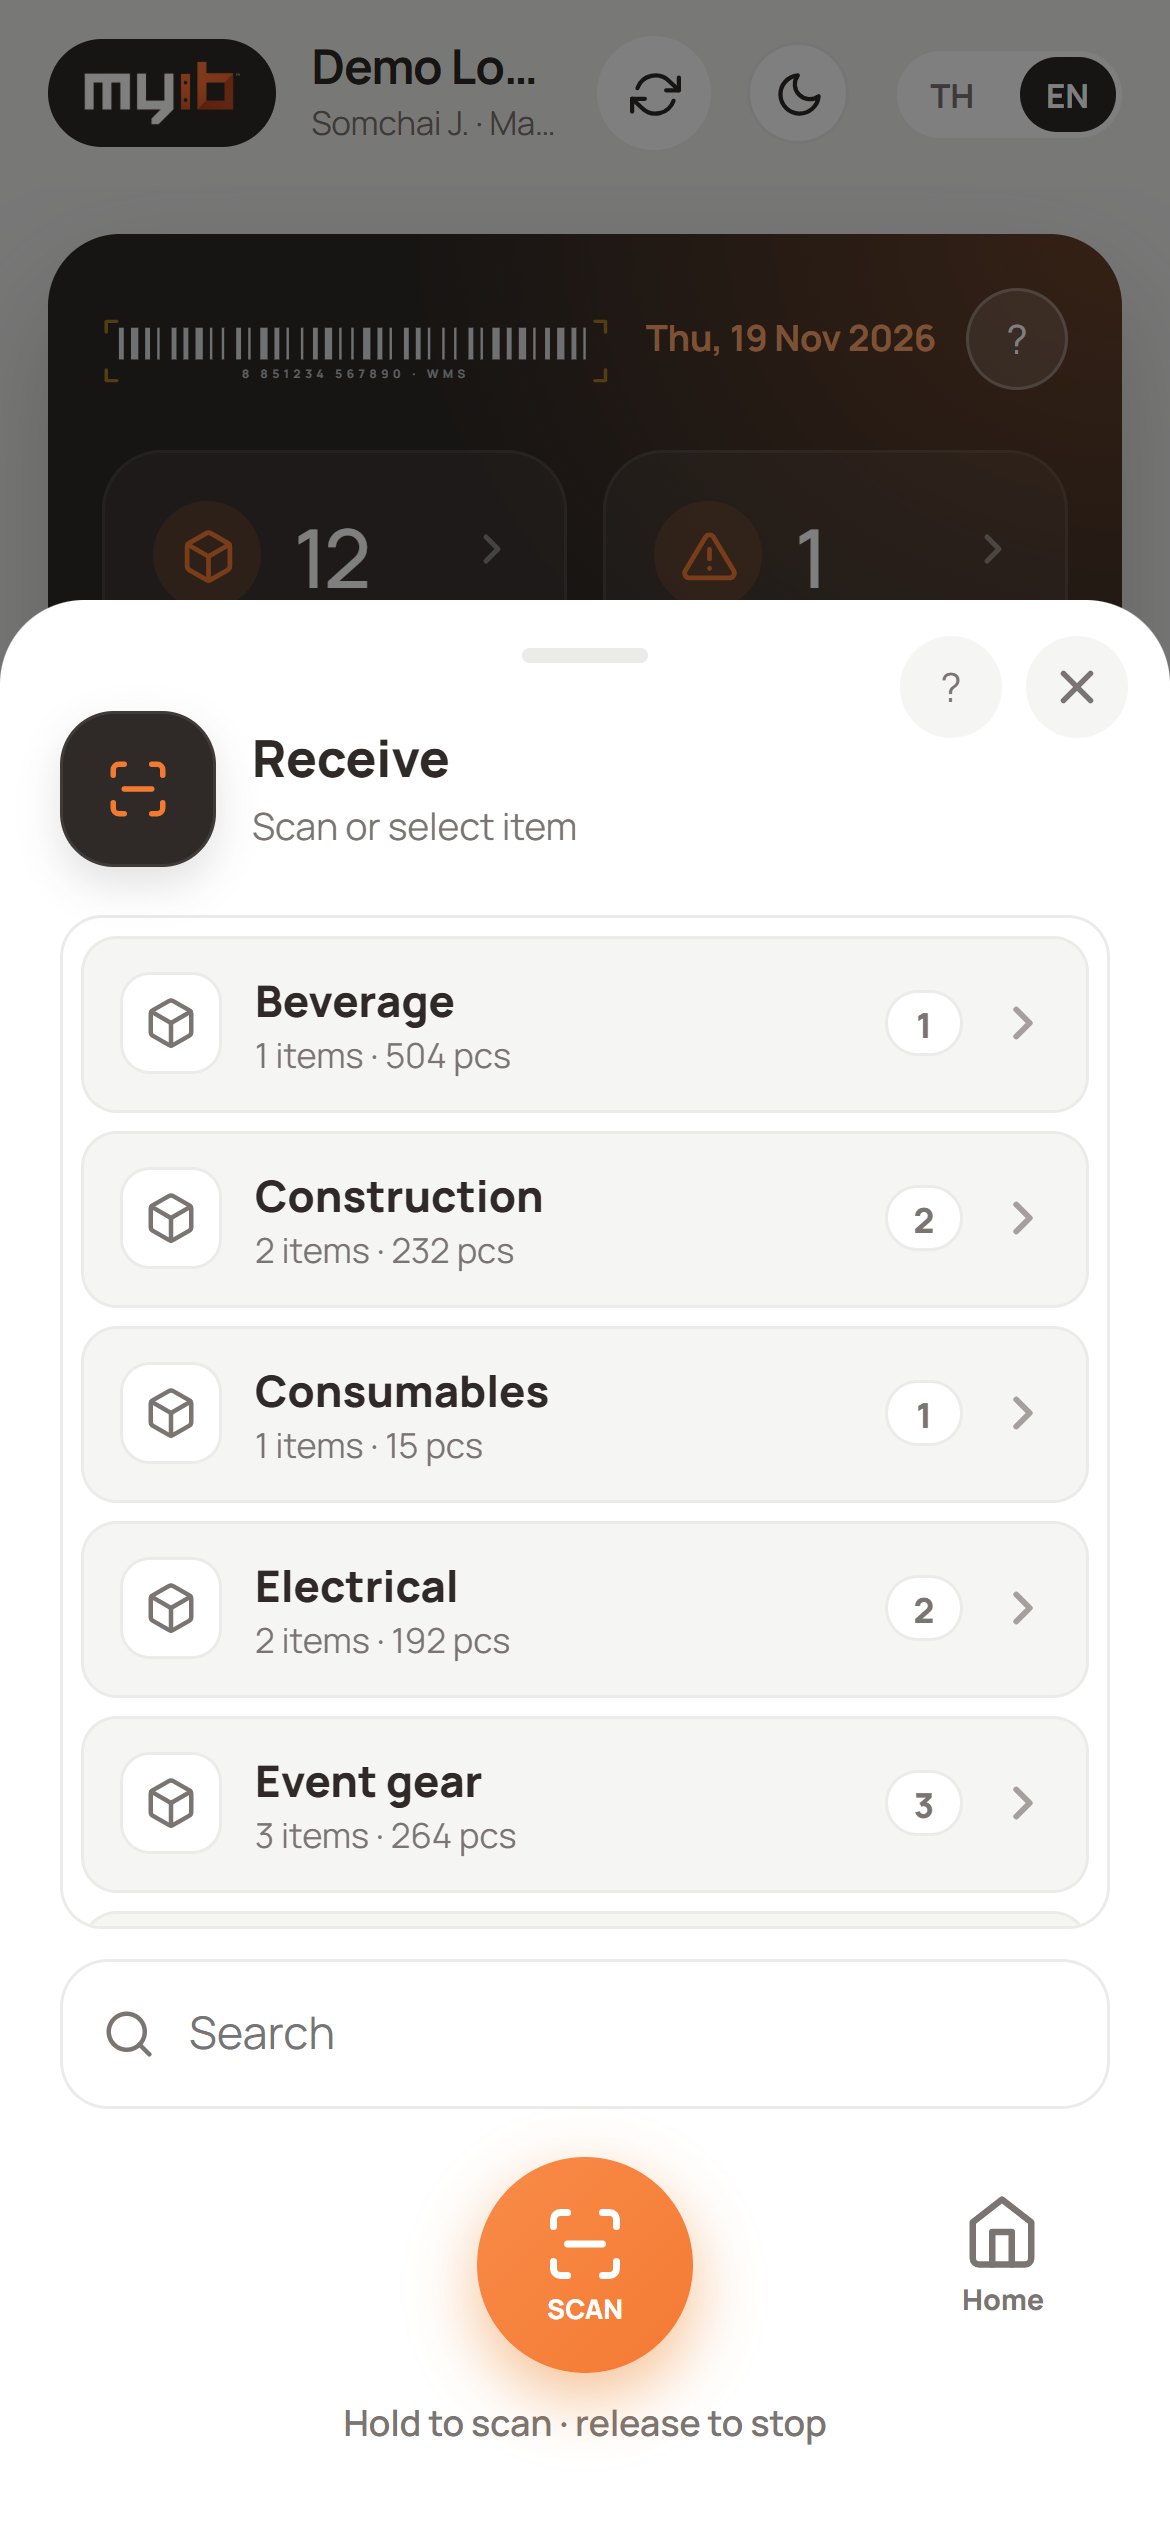 myib
Demo Lo...
Somchai J. · Ma...
TH
EN
8 851234 567890 · WMS
Thu, 19 Nov 2026
?
12
1
?
Receive
Scan or select item
Beverage
1 items · 504 pcs
1
Construction
2 items · 232 pcs
2
Consumables
1 items · 15 pcs
1
Electrical
2 items · 192 pcs
2
Event gear
3 items · 264 pcs
3
Search
SCAN
Home
Hold to scan · release to stop